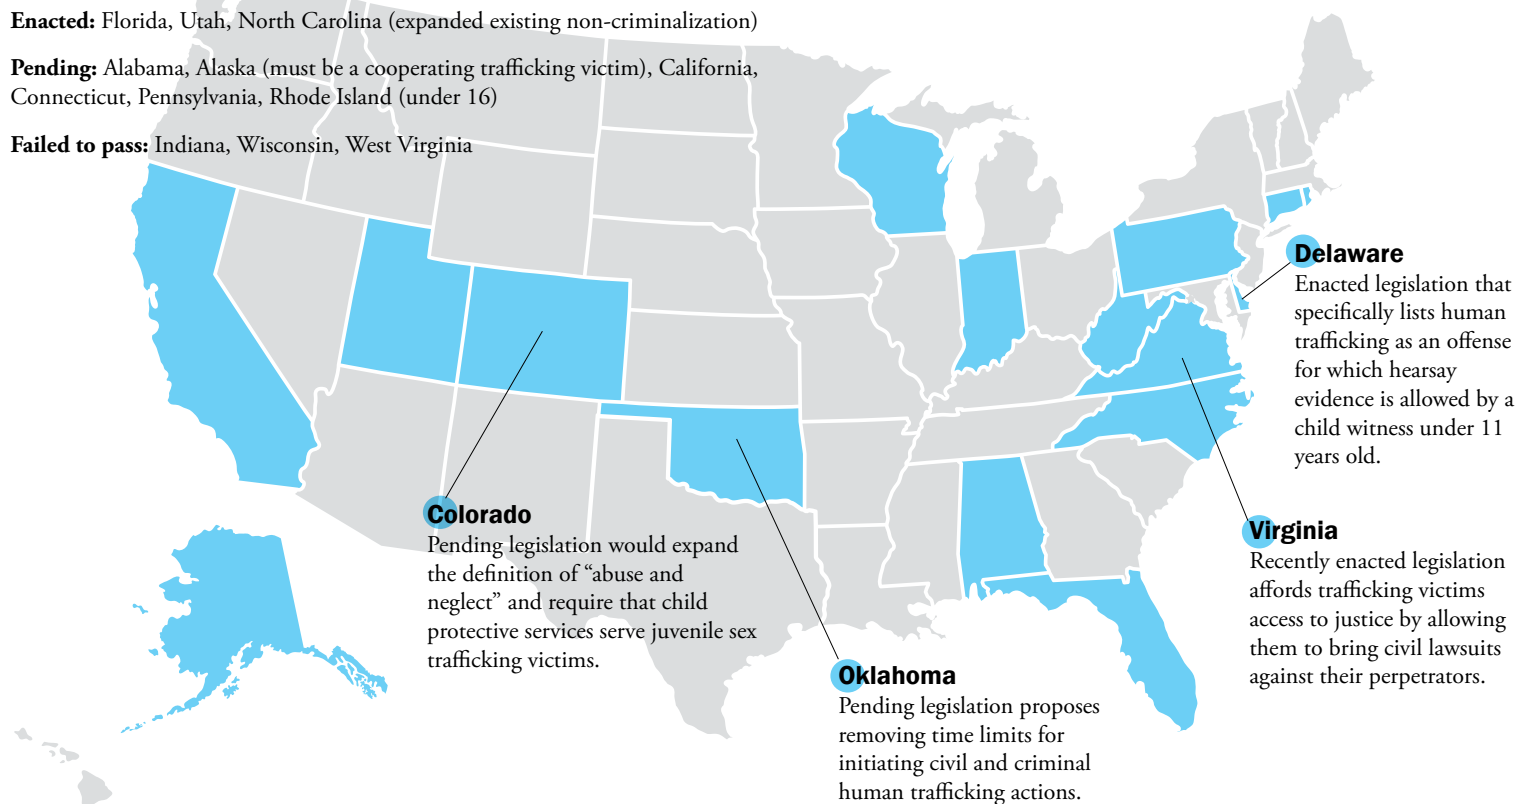 Enacted: Florida, Utah, North Carolina (expanded existing non-criminalization)
Pending: Alabama, Alaska (must be a cooperating trafficking victim), California,
Connecticut, Pennsylvania, Rhode Island (under 16)
Failed to pass: Indiana, Wisconsin, West Virginia
Delaware
Enacted legislation that
specifically lists human
trafficking as an offense
for which hearsay
evidence is allowed by a
child witness under 11
years old.
Colorado
Pending legislation would expand
the definition of “abuse and
neglect” and require that child
protective services serve juvenile sex
trafficking victims.
Virginia
Recently enacted legislation
affords trafficking victims
access to justice by allowing
them to bring civil lawsuits
against their perpetrators.
Oklahoma
Pending legislation proposes
removing time limits for
initiating civil and criminal
human trafficking actions.